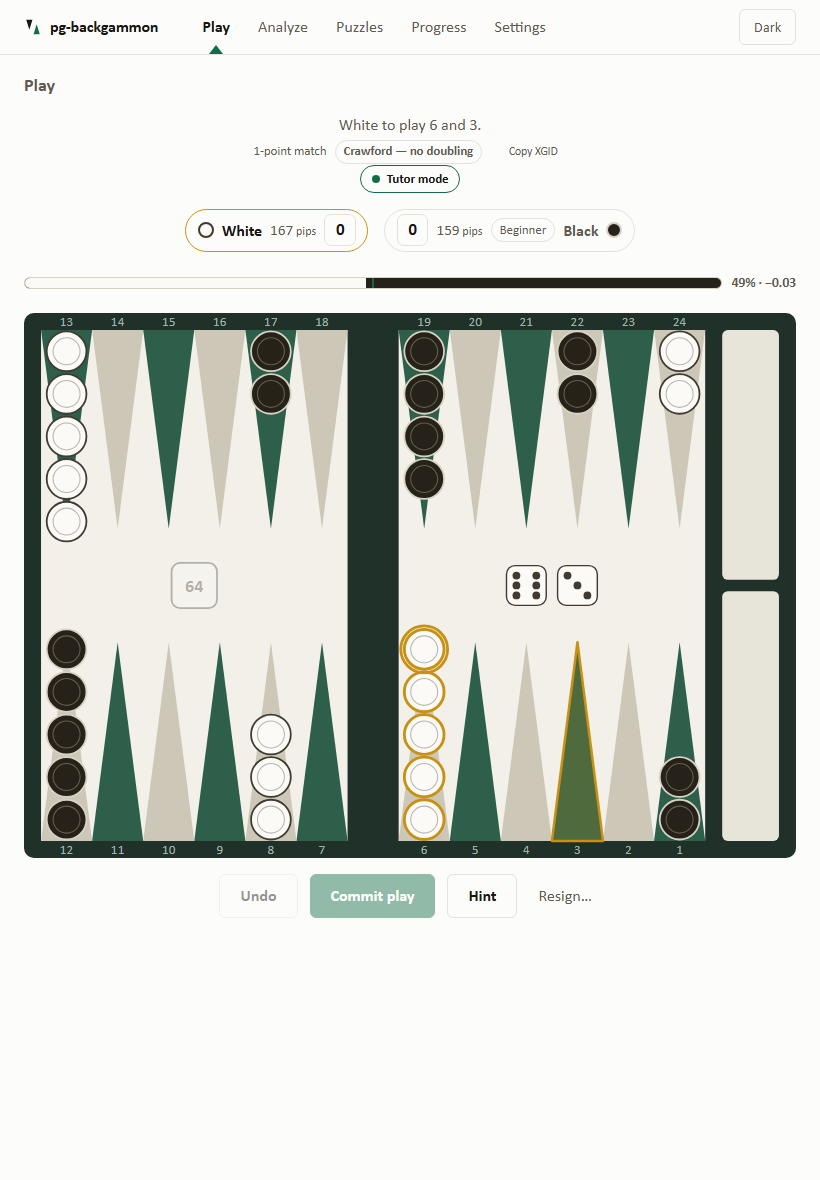 pg-backgammon Play Analyze Puzzles Progress Settings Dark
Play
White to play 6 and 3.
1-point match Crawford — no doubling Copy XGID
Tutor mode
White 167 pips 0 0 159 pips Beginner Black
49% · −0.03
13 14 15 16 17 18 19 20 21 22 23 24
64
12 11 10 9 8 7 6 5 4 3 2 1
Undo Commit play Hint Resign…